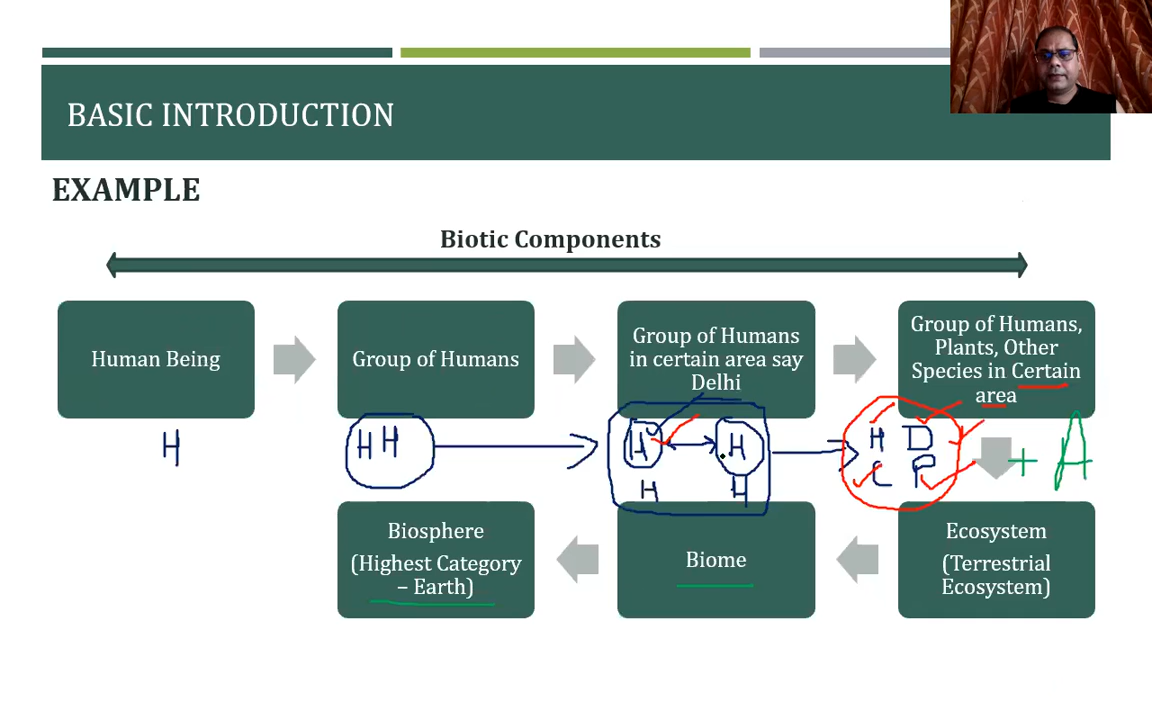 BASIC INTRODUCTION
EXAMPLE
Biotic Components
Human Being
Group of Humans
Group of Humans
in certain area say
Delhi
Group of Humans,
Plants, Other
Species in Certain
area
H
H H
H H
H H
H D
C P
+ A
Biosphere
(Highest Category
– Earth)
Biome
Ecosystem
(Terrestrial
Ecosystem)